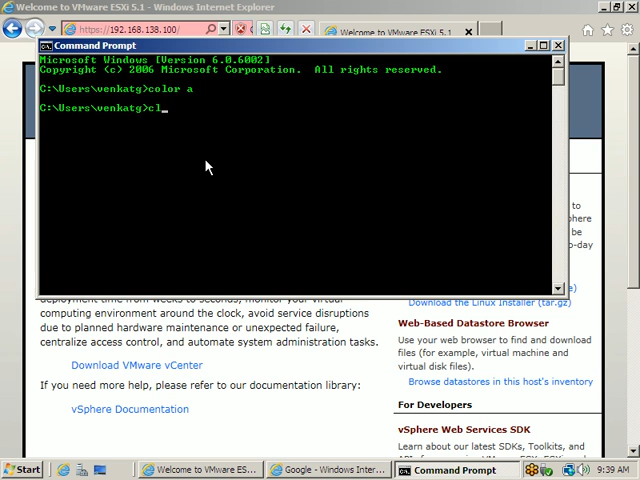 Welcome to VMware ESXi 5.1 - Windows Internet Explorer
https://192.168.138.100/
Welcome to VMware ESXi 5.1
Command Prompt
Microsoft Windows [Version 6.0.6002]
Copyright (c) 2006 Microsoft Corporation. All rights reserved.
C:\Users\venkatg>color a
C:\Users\venkatg>cl_
to
sphere
be
o-day
deployment time from weeks to seconds, monitor your virtual
computing environment around the clock, avoid service disruptions
due to planned hardware maintenance or unexpected failure,
centralize access control, and automate system administration tasks.
Download VMware vCenter
If you need more help, please refer to our documentation library:
vSphere Documentation
Download the Linux Installer (tar.gz)
Web-Based Datastore Browser
Use your web browser to find and download
files (for example, virtual machine and
virtual disk files).
Browse datastores in this host's inventory
For Developers
vSphere Web Services SDK
Learn about our latest SDKs, Toolkits, and
Start
Welcome to VMware ES...
Google - Windows Inter...
Command Prompt
9:39 AM